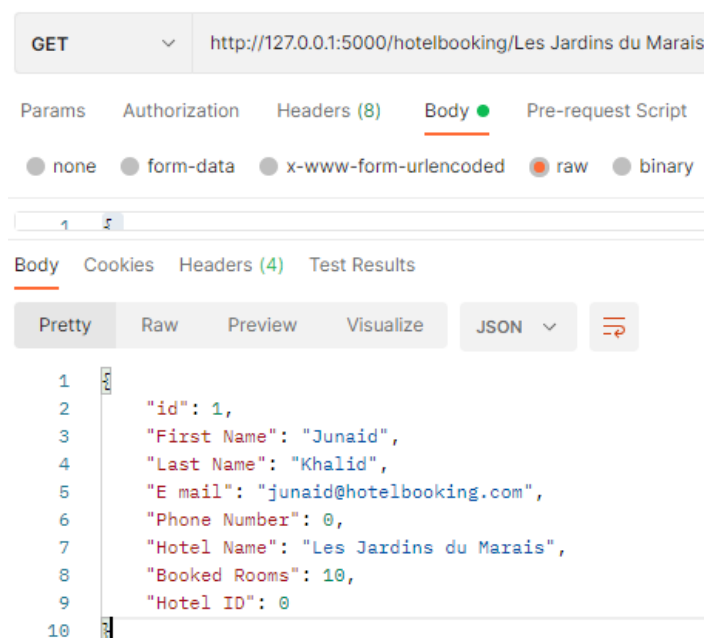 GET http://127.0.0.1:5000/hotelbooking/Les Jardins du Marais
Params Authorization Headers (8) Body Pre-request Script
none form-data x-www-form-urlencoded raw binary
1 {
Body Cookies Headers (4) Test Results
Pretty Raw Preview Visualize JSON
1 {
2 "id": 1,
3 "First Name": "Junaid",
4 "Last Name": "Khalid",
5 "E mail": "junaid@hotelbooking.com",
6 "Phone Number": 0,
7 "Hotel Name": "Les Jardins du Marais",
8 "Booked Rooms": 10,
9 "Hotel ID": 0
10 }